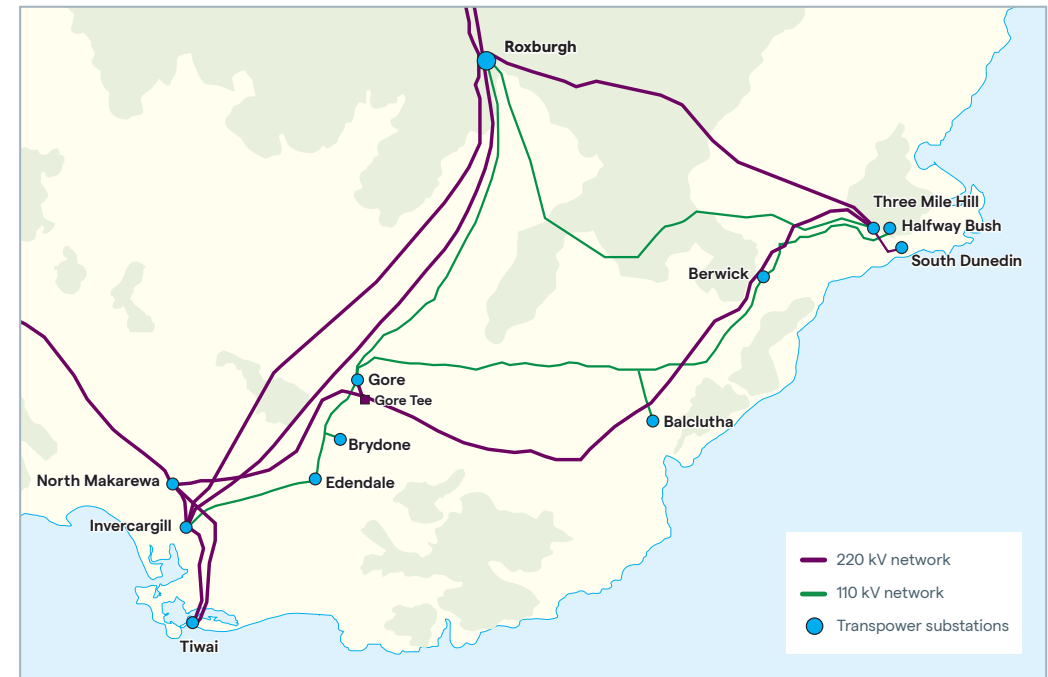 Roxburgh
Three Mile Hill
Halfway Bush
South Dunedin
Berwick
Gore
Gore Tee
Balclutha
Brydone
Edendale
North Makarewa
Invercargill
Tiwai
220 kV network
110 kV network
Transpower substations